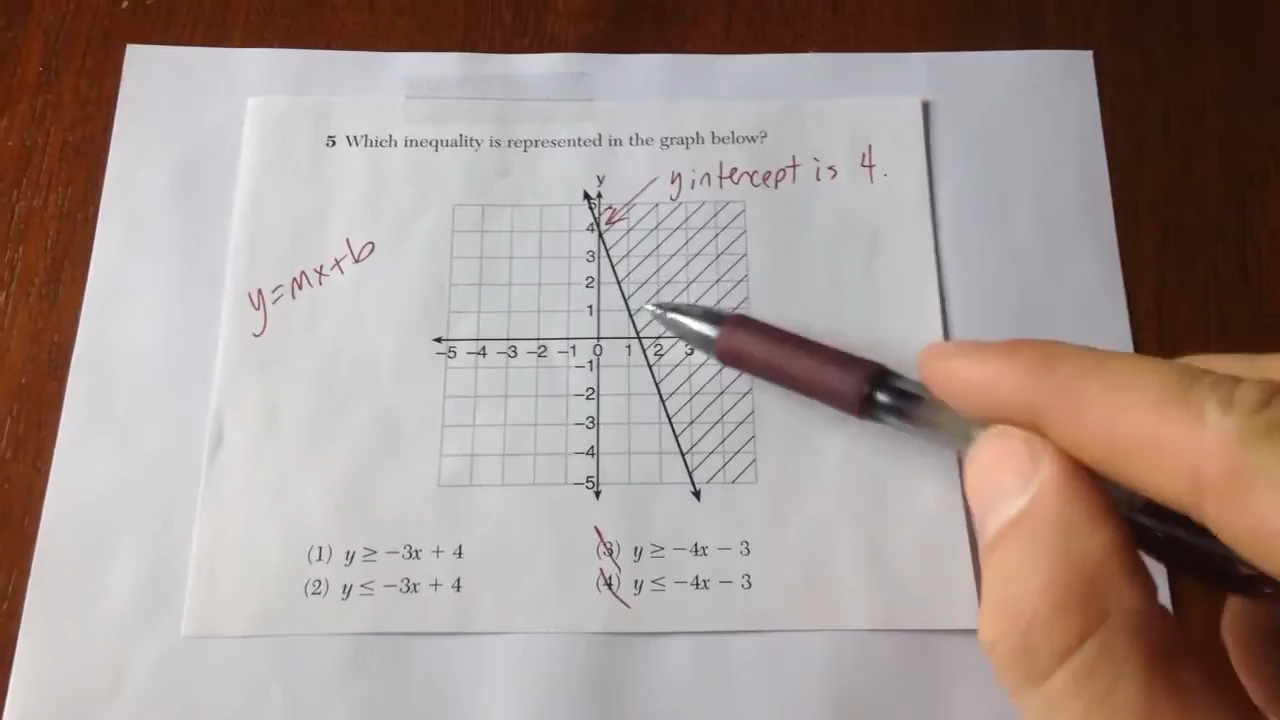 5 Which inequality is represented in the graph below?
y intercept is 4.
y=mx+b
y
5
4
3
2
1
−5 −4 −3 −2 −1 0 1 2 3
−1
−2
−3
−4
−5
(1) y ≥ −3x + 4
(2) y ≤ −3x + 4
(3) y ≥ −4x − 3
(4) y ≤ −4x − 3